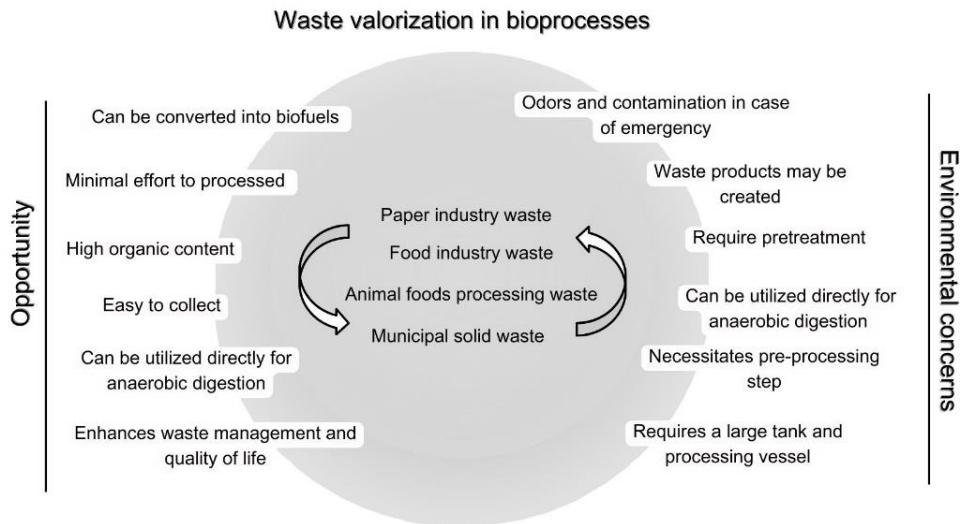 Waste valorization in bioprocesses
Opportunity
Can be converted into biofuels
Minimal effort to processed
High organic content
Easy to collect
Can be utilized directly for
anaerobic digestion
Enhances waste management and
quality of life
Paper industry waste
Food industry waste
Animal foods processing waste
Municipal solid waste
Odors and contamination in case
of emergency
Waste products may be
created
Require pretreatment
Can be utilized directly for
anaerobic digestion
Necessitates pre-processing
step
Requires a large tank and
processing vessel
Environmental concerns